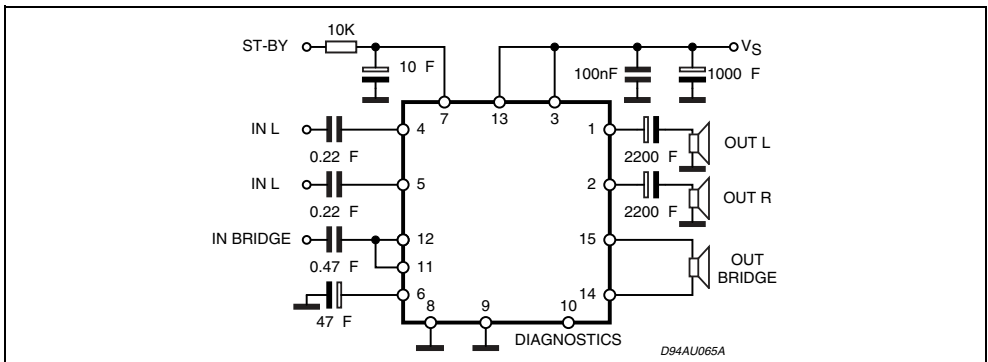 10K
ST-BY
VS
10 F
100nF
1000 F
7
13
3
IN L
4
1
OUT L
0.22 F
2200 F
IN L
5
2
OUT R
0.22 F
2200 F
IN BRIDGE
12
15
0.47 F
11
OUT
BRIDGE
6
14
47 F
8
9
10
DIAGNOSTICS
D94AU065A